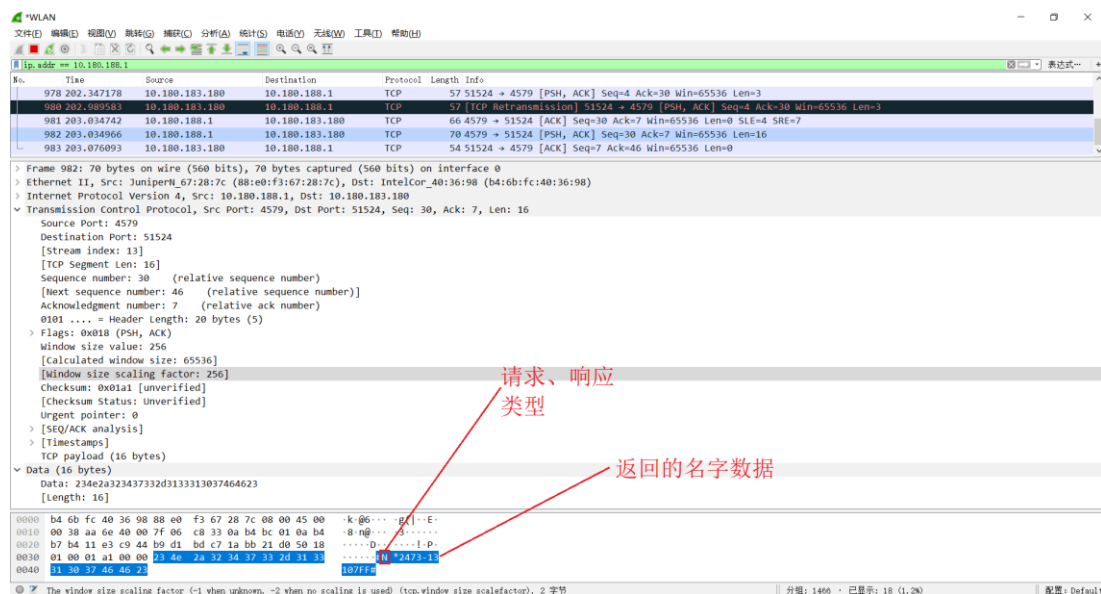 *WLAN
文件(F) 编辑(E) 视图(V) 跳转(G) 捕获(C) 分析(A) 统计(S) 电话(Y) 无线(W) 工具(T) 帮助(H)
ip.addr == 10.180.188.1 表达式… +
No. Time Source Destination Protocol Length Info
978 202.347178 10.180.183.180 10.180.188.1 TCP 57 51524 → 4579 [PSH, ACK] Seq=4 Ack=30 Win=65536 Len=3
980 202.989583 10.180.183.180 10.180.188.1 TCP 57 [TCP Retransmission] 51524 → 4579 [PSH, ACK] Seq=4 Ack=30 Win=65536 Len=3
981 203.034742 10.180.188.1 10.180.183.180 TCP 66 4579 → 51524 [ACK] Seq=30 Ack=7 Win=65536 Len=0 SLE=4 SRE=7
982 203.034966 10.180.188.1 10.180.183.180 TCP 70 4579 → 51524 [PSH, ACK] Seq=30 Ack=7 Win=65536 Len=16
983 203.076093 10.180.183.180 10.180.188.1 TCP 54 51524 → 4579 [ACK] Seq=7 Ack=46 Win=65536 Len=0
> Frame 982: 70 bytes on wire (560 bits), 70 bytes captured (560 bits) on interface 0
> Ethernet II, Src: JuniperN_67:28:7c (88:e0:f3:67:28:7c), Dst: IntelCor_40:36:98 (b4:6b:fc:40:36:98)
> Internet Protocol Version 4, Src: 10.180.188.1, Dst: 10.180.183.180
Transmission Control Protocol, Src Port: 4579, Dst Port: 51524, Seq: 30, Ack: 7, Len: 16
Source Port: 4579
Destination Port: 51524
[Stream index: 13]
[TCP Segment Len: 16]
Sequence number: 30 (relative sequence number)
[Next sequence number: 46 (relative sequence number)]
Acknowledgment number: 7 (relative ack number)
0101 .... = Header Length: 20 bytes (5)
> Flags: 0x018 (PSH, ACK)
Window size value: 256
[Calculated window size: 65536]
[Window size scaling factor: 256]
Checksum: 0x01a1 [unverified]
[Checksum Status: Unverified]
Urgent pointer: 0
> [SEQ/ACK analysis]
> [Timestamps]
TCP payload (16 bytes)
Data (16 bytes)
Data: 234e2a323437332d3133313037464623
[Length: 16]
请求、响应
类型
返回的名字数据
0000 b4 6b fc 40 36 98 88 e0 f3 67 28 7c 08 00 45 00 ·k·@6··· ·g(|··E·
0010 00 38 aa 6e 40 00 7f 06 c8 33 0a b4 bc 01 0a b4 ·8·n@··· ·3······
0020 b7 b4 11 e3 c9 44 b9 d1 bd c7 1a bb 21 d0 50 18 ·····D·· ····!·P·
0030 01 00 01 a1 00 00 23 4e 2a 32 34 37 33 2d 31 33 ······#N *2473-13
0040 31 30 37 46 46 23 107FF#
The window size scaling factor (-1 when unknown, -2 when no scaling is used) (tcp.window_size_scalefactor), 2 字节 分组: 1466 · 已显示: 18 (1.2%) 配置: Default